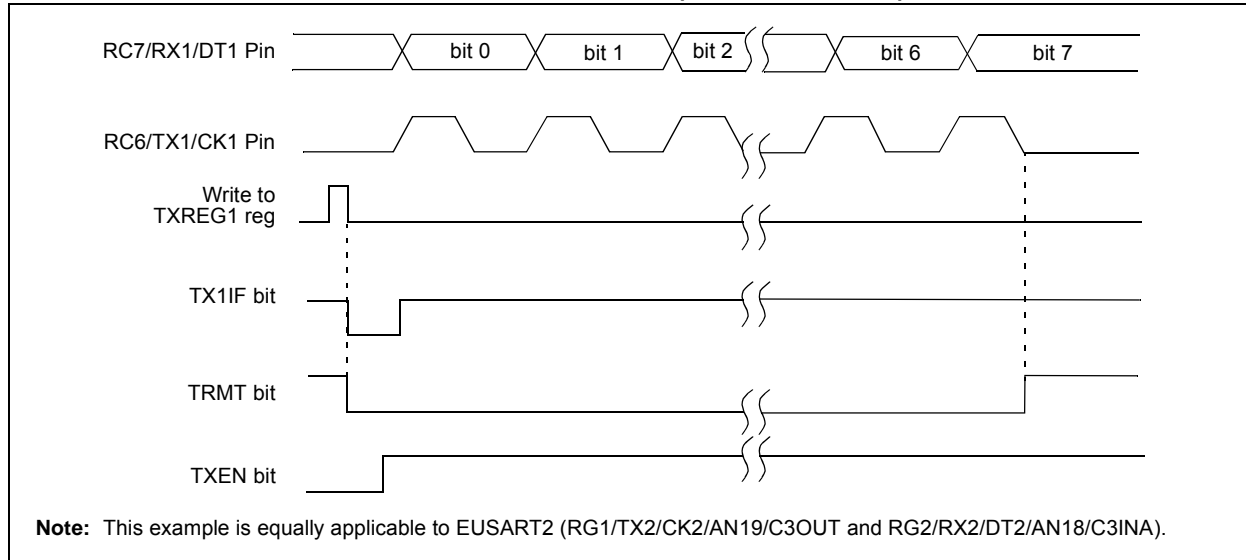 RC7/RX1/DT1 Pin
bit 0
bit 1
bit 2
bit 6
bit 7
RC6/TX1/CK1 Pin
Write to
TXREG1 reg
TX1IF bit
TRMT bit
TXEN bit
Note: This example is equally applicable to EUSART2 (RG1/TX2/CK2/AN19/C3OUT and RG2/RX2/DT2/AN18/C3INA).